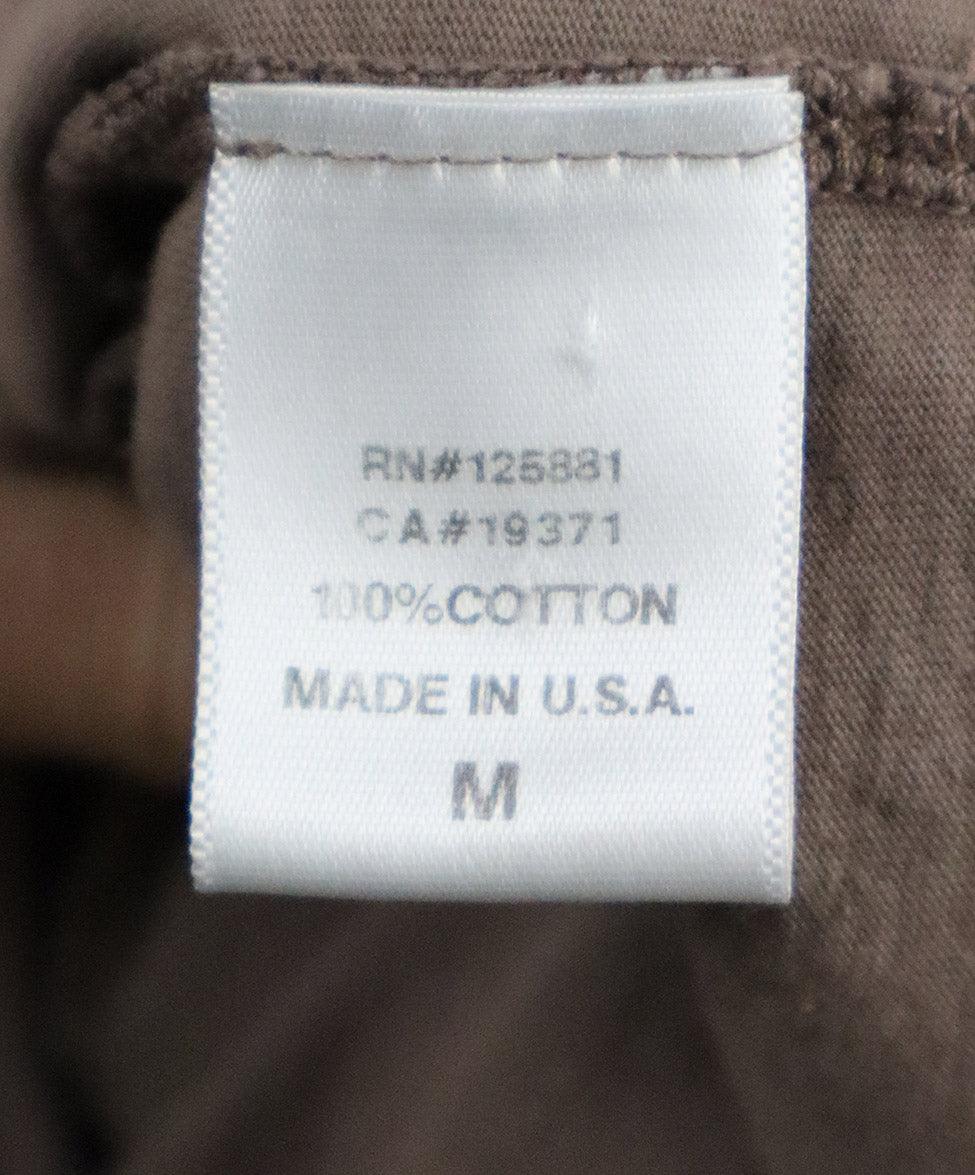 RN#125881
CA#19371
100%COTTON
MADE IN U.S.A.
M